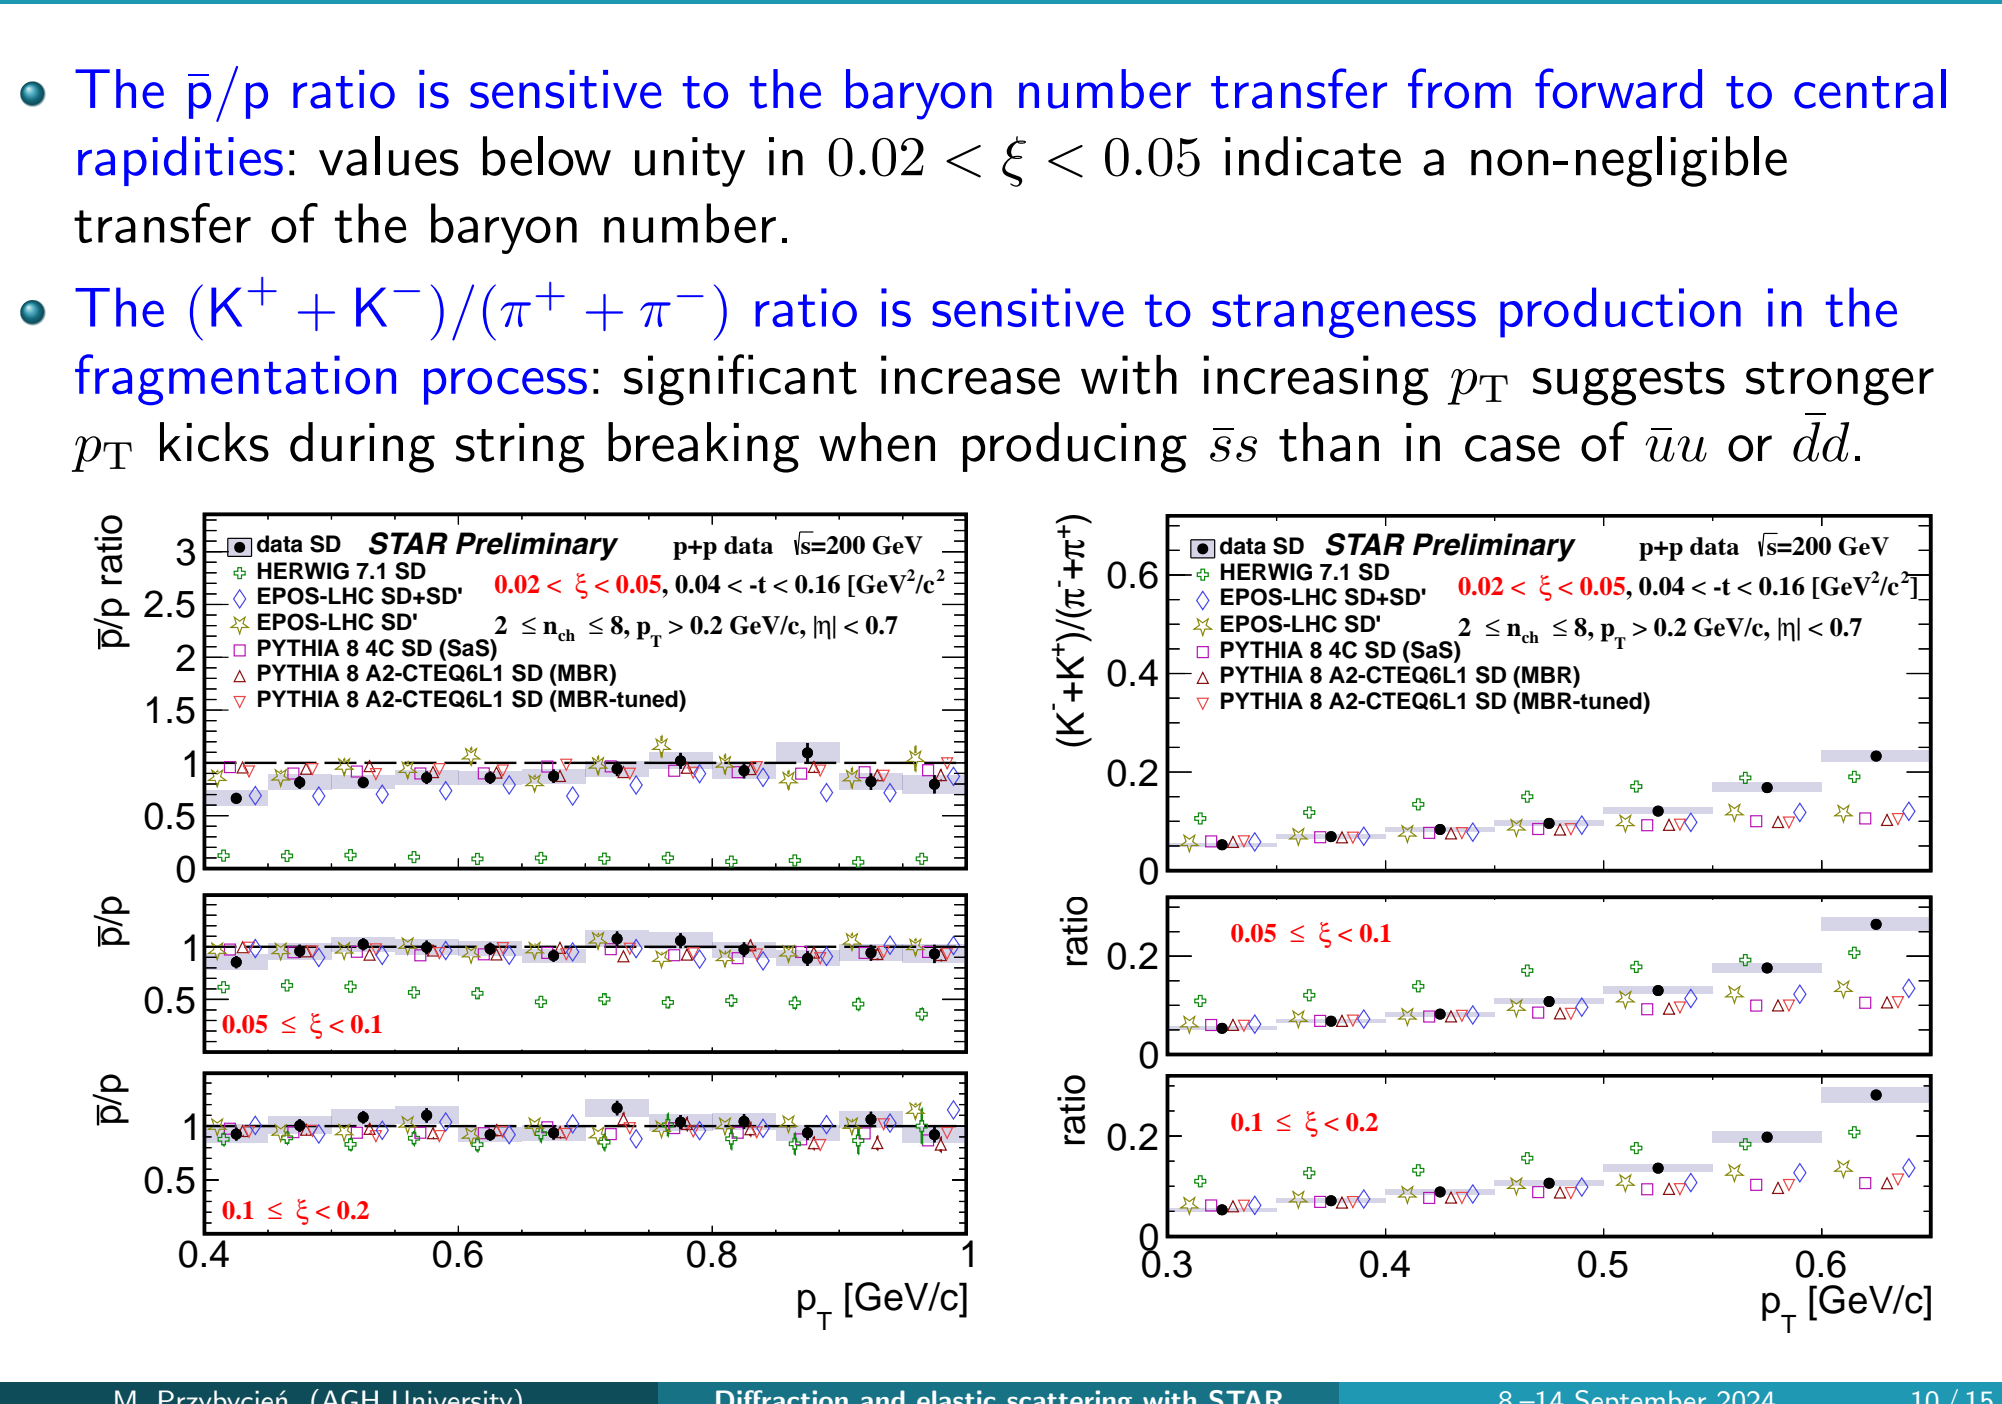 The p̄/p ratio is sensitive to the baryon number transfer from forward to central
rapidities: values below unity in 0.02 < ξ < 0.05 indicate a non-negligible
transfer of the baryon number.
The (K⁺ + K⁻)/(π⁺ + π⁻) ratio is sensitive to strangeness production in the
fragmentation process: significant increase with increasing p_T suggests stronger
p_T kicks during string breaking when producing s̄s than in case of ūu or d̄d.
p̄/p ratio
3
2.5
2
1.5
1
0.5
0
data SD STAR Preliminary p+p data √s=200 GeV
HERWIG 7.1 SD
EPOS-LHC SD+SD'
EPOS-LHC SD'
PYTHIA 8 4C SD (SaS)
PYTHIA 8 A2-CTEQ6L1 SD (MBR)
PYTHIA 8 A2-CTEQ6L1 SD (MBR-tuned)
0.02 < ξ < 0.05, 0.04 < -t < 0.16 [GeV²/c²
2 ≤ n_ch ≤ 8, p_T > 0.2 GeV/c, |η| < 0.7
p̄/p
1
0.5
0.05 ≤ ξ < 0.1
p̄/p
1
0.5
0.1 ≤ ξ < 0.2
0.4 0.6 0.8 1
p_T [GeV/c]
(K⁻+K⁺)/(π⁻+π⁺)
0.6
0.4
0.2
0
data SD STAR Preliminary p+p data √s=200 GeV
HERWIG 7.1 SD
EPOS-LHC SD+SD'
EPOS-LHC SD'
PYTHIA 8 4C SD (SaS)
PYTHIA 8 A2-CTEQ6L1 SD (MBR)
PYTHIA 8 A2-CTEQ6L1 SD (MBR-tuned)
0.02 < ξ < 0.05, 0.04 < -t < 0.16 [GeV²/c²]
2 ≤ n_ch ≤ 8, p_T > 0.2 GeV/c, |η| < 0.7
ratio
0.2
0
0.05 ≤ ξ < 0.1
ratio
0.2
0
0.1 ≤ ξ < 0.2
0.3 0.4 0.5 0.6
p_T [GeV/c]
M. Przybycień (AGH University) Diffraction and elastic scattering with STAR 8–14 September 2024 10 / 15